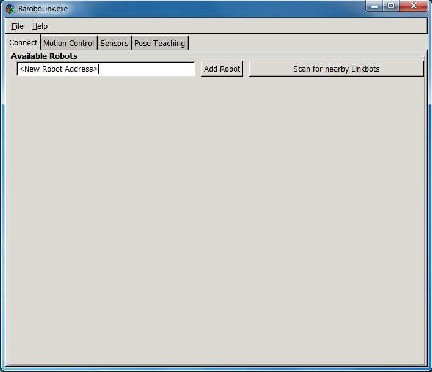 BaroboLink.exe
File Help
Connect Motion Control Sensors Pose Teaching
Available Robots
<New Robot Address> Add Robot Scan for nearby Linkbots